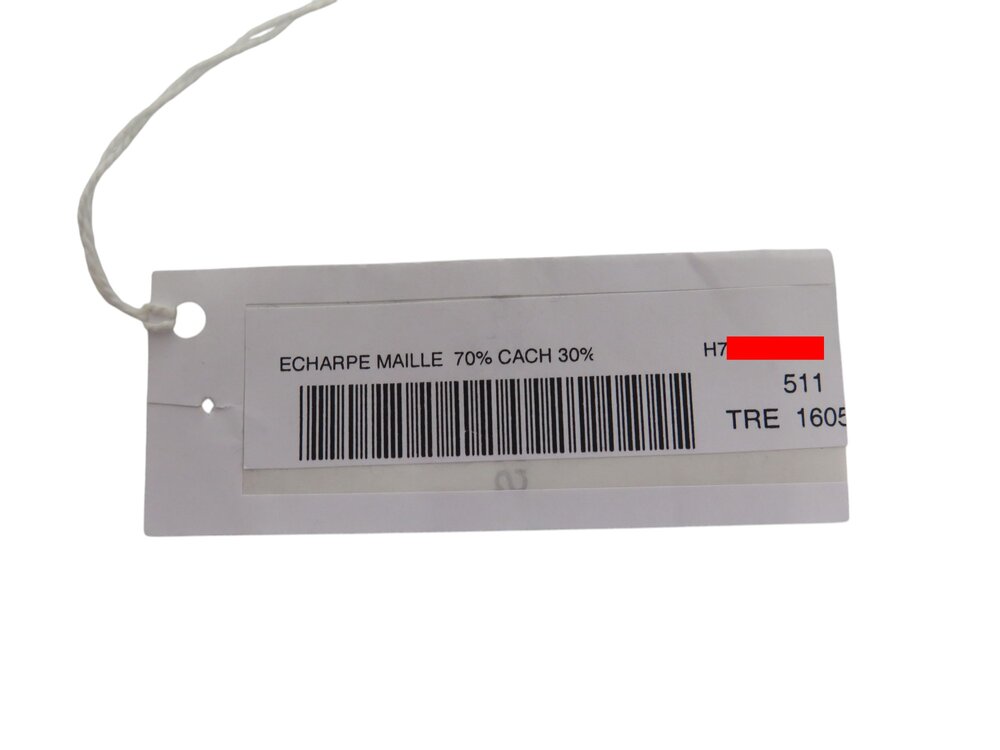 ECHARPE MAILLE 70% CACH 30%
H7
511
TRE 1605